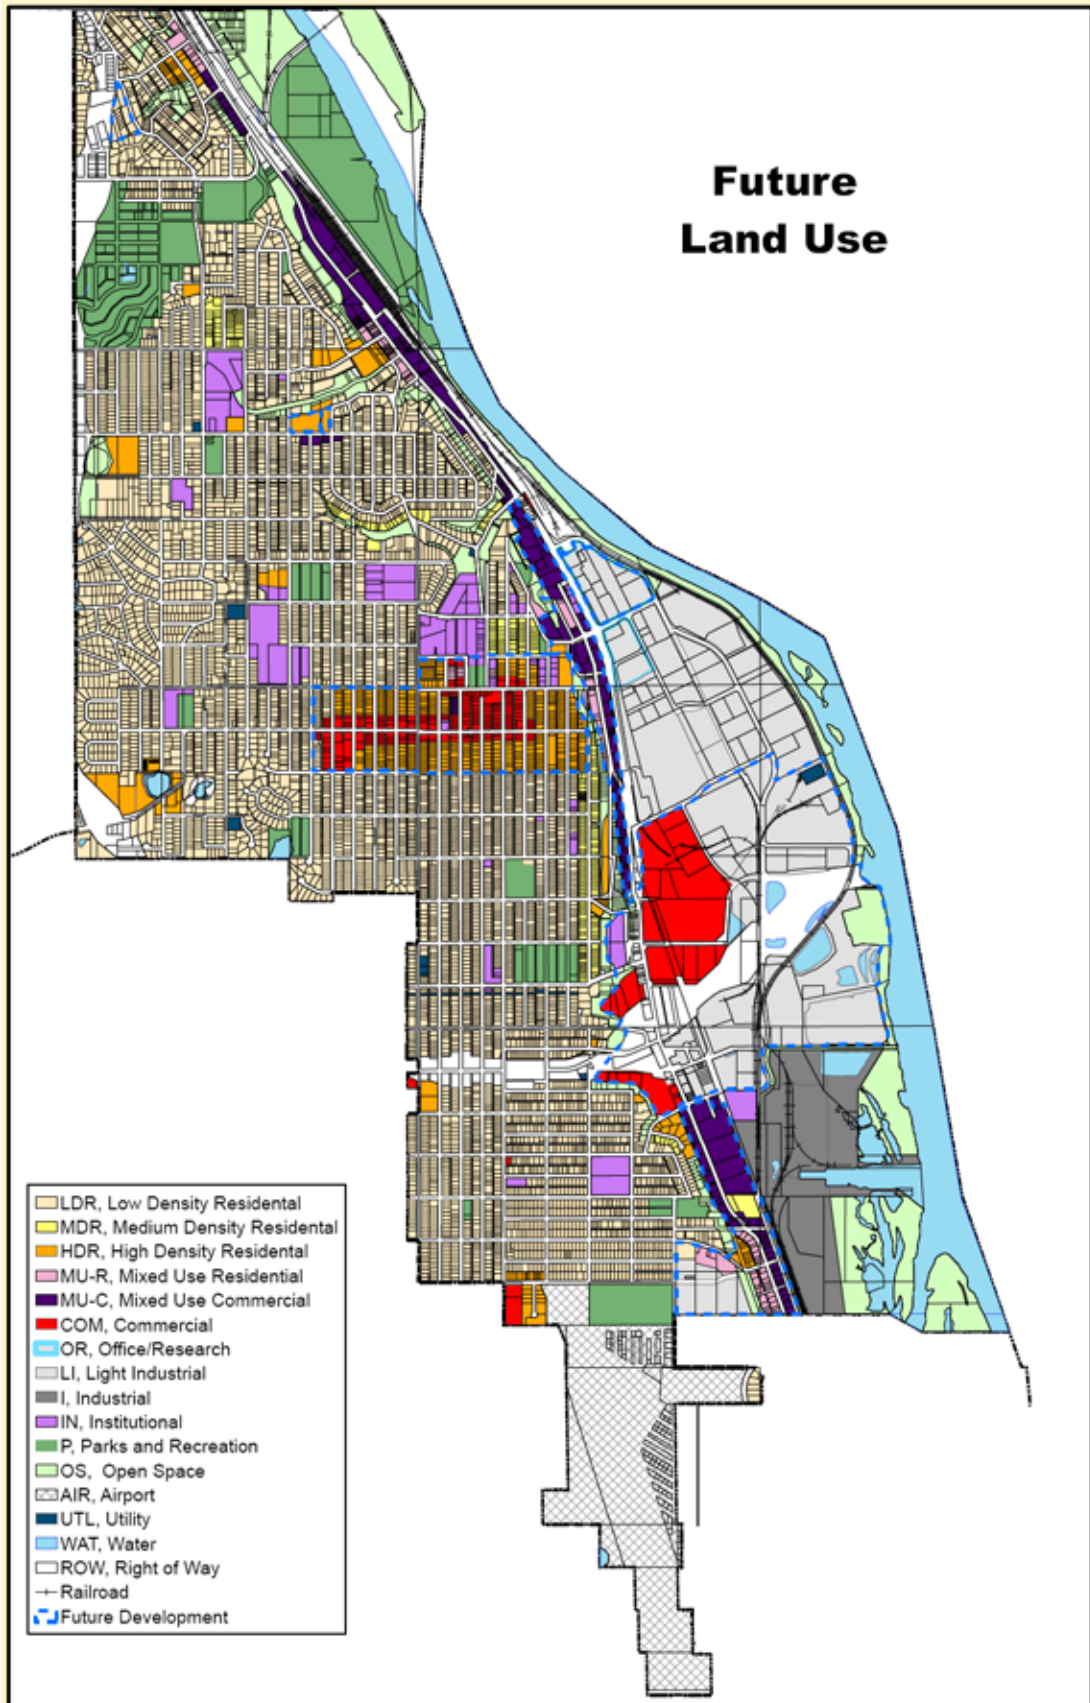 Future
Land Use
LDR, Low Density Residental
MDR, Medium Density Residental
HDR, High Density Residental
MU-R, Mixed Use Residential
MU-C, Mixed Use Commercial
COM, Commercial
OR, Office/Research
LI, Light Industrial
I, Industrial
IN, Institutional
P, Parks and Recreation
OS, Open Space
AIR, Airport
UTL, Utility
WAT, Water
ROW, Right of Way
Railroad
Future Development